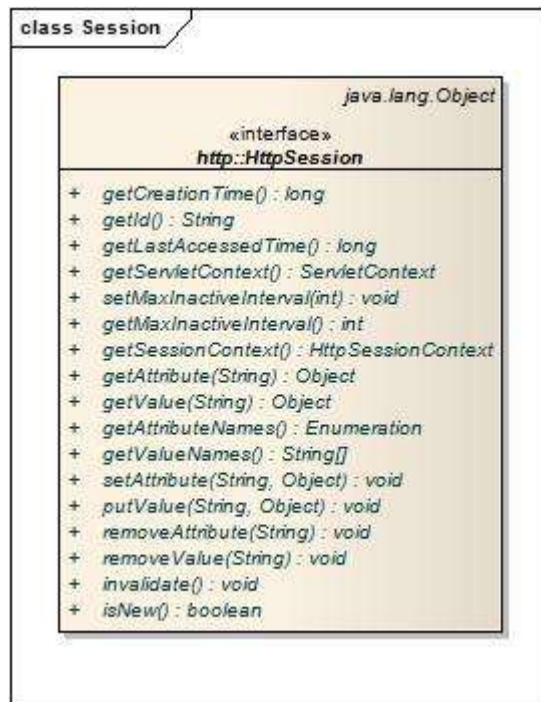 class Session
java.lang.Object
«interface»
http::HttpSession
+ getCreationTime() : long
+ getId() : String
+ getLastAccessedTime() : long
+ getServletContext() : ServletContext
+ setMaxInactiveInterval(int) : void
+ getMaxInactiveInterval() : int
+ getSessionContext() : HttpSessionContext
+ getAttribute(String) : Object
+ getValue(String) : Object
+ getAttributeNames() : Enumeration
+ getValueNames() : String[]
+ setAttribute(String, Object) : void
+ putValue(String, Object) : void
+ removeAttribute(String) : void
+ removeValue(String) : void
+ invalidate() : void
+ isNew() : boolean